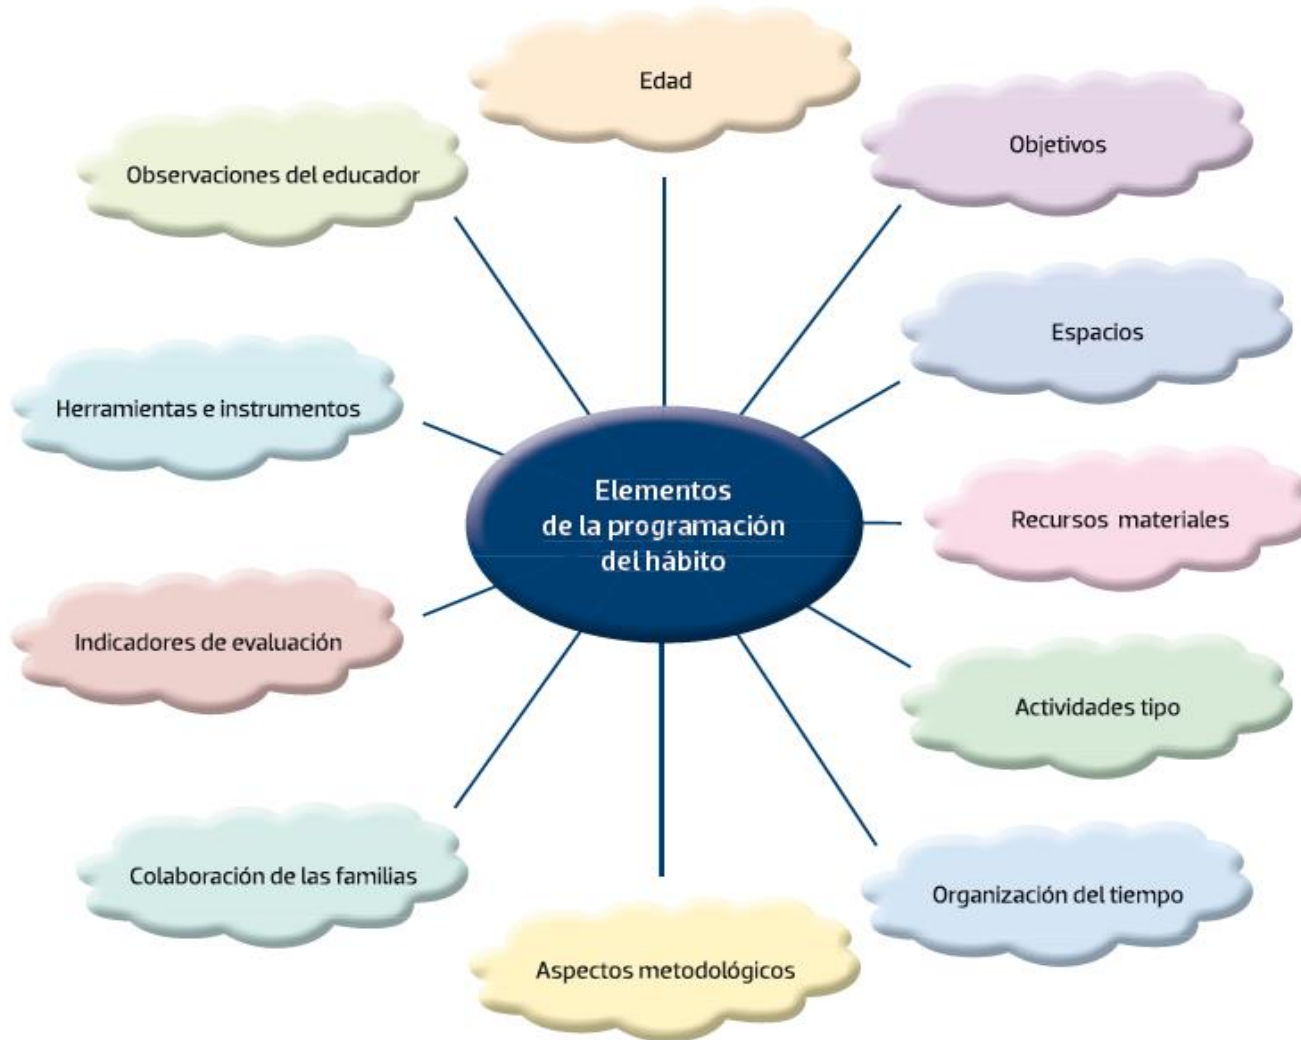 Edad
Objetivos
Observaciones del educador
Espacios
Herramientas e instrumentos
Elementos
de la programación
del hábito
Recursos materiales
Indicadores de evaluación
Actividades tipo
Colaboración de las familias
Organización del tiempo
Aspectos metodológicos